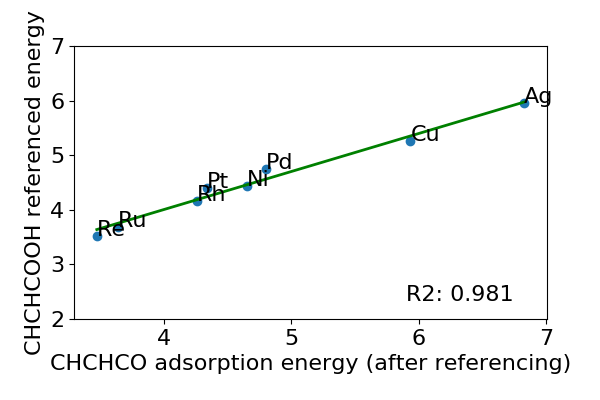 CHCHCOOH referenced energy
7
6
5
4
3
2
Ag
Cu
Pd
Ni
Pt
Rh
Ru
Re
R2: 0.981
4
5
6
7
CHCHCO adsorption energy (after referencing)